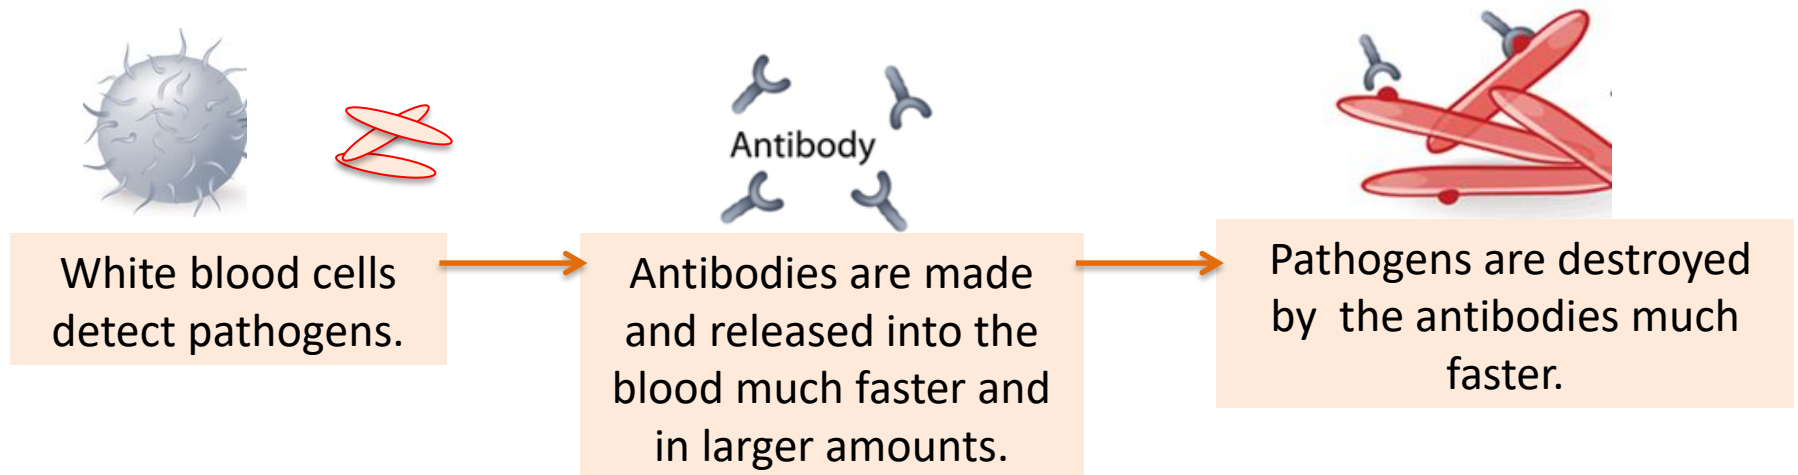 Antibody
White blood cells
detect pathogens.
Antibodies are made
and released into the
blood much faster and
in larger amounts.
Pathogens are destroyed
by  the antibodies much
faster.